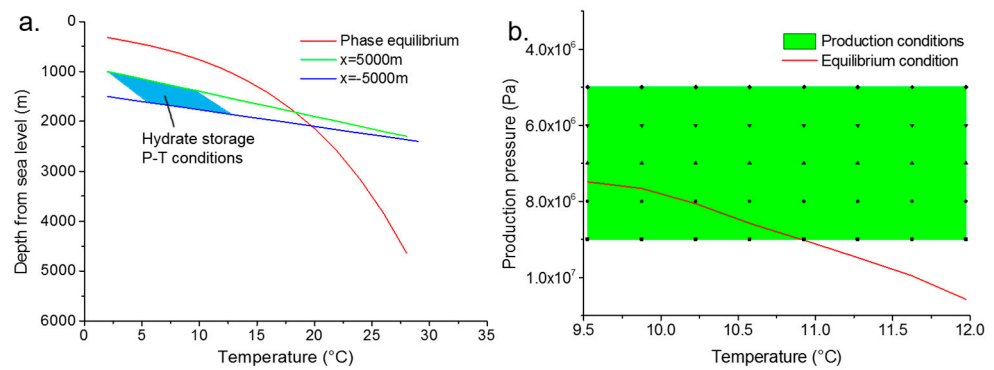 a.
0
1000
2000
3000
4000
5000
6000
Depth from sea level (m)
Phase equilibrium
x=5000m
x=-5000m
Hydrate storage
P-T conditions
0
5
10
15
20
25
30
35
Temperature (°C)
b.
4.0x10⁶
6.0x10⁶
8.0x10⁶
1.0x10⁷
Production pressure (Pa)
Production conditions
Equilibrium condition
9.5
10.0
10.5
11.0
11.5
12.0
Temperature (°C)